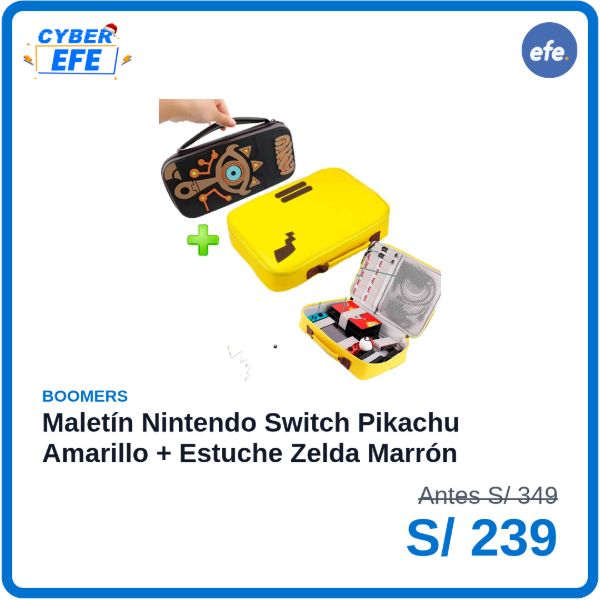 CYBER
EFE
efe.
BOOMERS
Maletín Nintendo Switch Pikachu
Amarillo + Estuche Zelda Marrón
Antes S/ 349
S/ 239